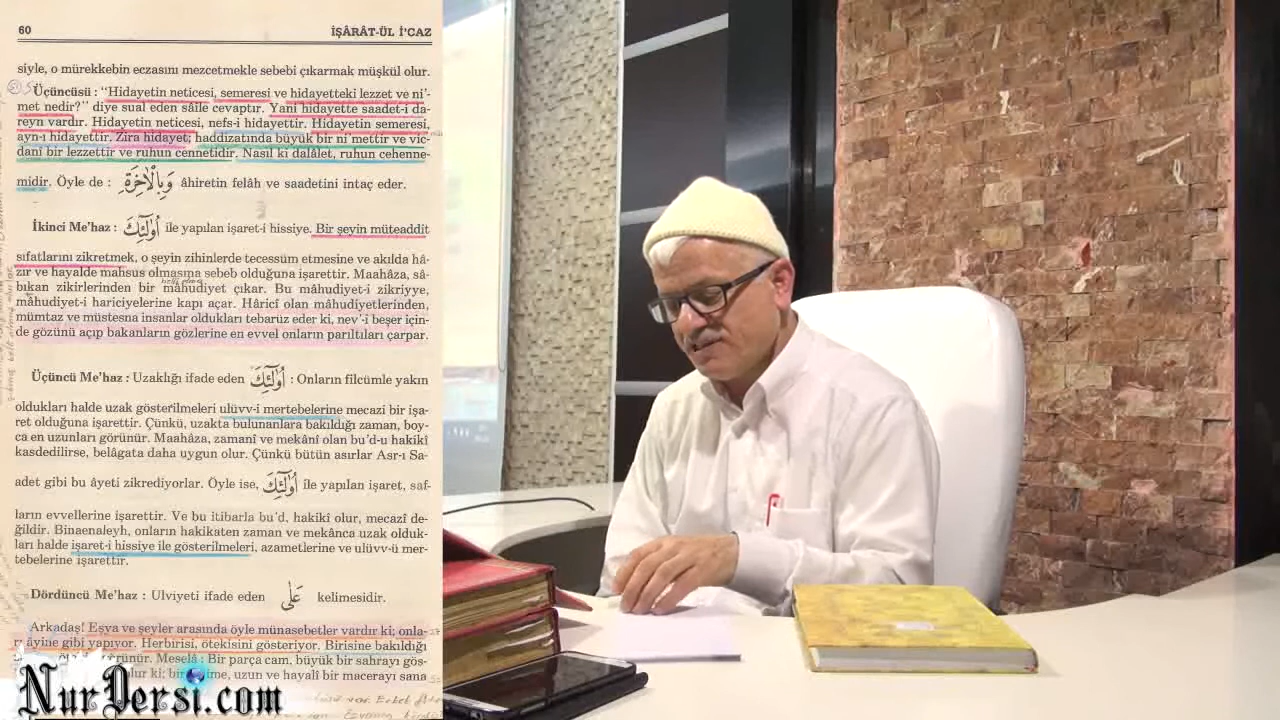 60
İŞÂRÂT-ÜL İ'CAZ
siyle, o mürekkebin eczasını mezcetmekle sebebi çıkarmak müşkül olur.
Üçüncüsü : "Hidayetin neticesi, semeresi ve hidayetteki lezzet ve ni'-
met nedir?" diye sual eden sâile cevaptır. Yani hidayette saadet-i da-
reyn vardır. Hidayetin neticesi, nefs-i hidayettir. Hidayetin semeresi,
ayn-ı hidayettir. Zira hidayet; haddizatında büyük bir ni'mettir ve vic-
danî bir lezzettir ve ruhun cennetidir. Nasıl ki dalâlet, ruhun cehenne-
midir. Öyle de : وَبِالْاٰخِرَةِ âhiretin felâh ve saadetini intaç eder.
İkinci Me'haz : اُولٰٓئِكَ ile yapılan işaret-i hissiye. Bir şeyin müteaddit
sıfatlarını zikretmek, o şeyin zihinlerde tecessüm etmesine ve akılda hâ-
zır ve hayalde mahsus olmasına sebeb olduğuna işarettir. Maahâza, sâ-
bıkan zikirlerinden bir mâhudiyet çıkar. Bu mâhudiyet-i zikriyye,
mâhudiyet-i hariciyelerine kapı açar. Hâricî olan mâhudiyetlerinden,
mümtaz ve müstesna insanlar oldukları tebarüz eder ki, nev'-i beşer için-
de gözünü açıp bakanların gözlerine en evvel onların parıltıları çarpar.
Üçüncü Me'haz : Uzaklığı ifade eden اُولٰٓئِكَ : Onların filcümle yakın
oldukları halde uzak gösterilmeleri ulüvv-i mertebelerine mecazî bir işa-
ret olduğuna işarettir. Çünkü, uzakta bulunanlara bakıldığı zaman, boy-
ca en uzunları görünür. Maahâza, zamanî ve mekânî olan bu'd-u hakikî
kasdedilirse, belâgata daha uygun olur. Çünkü bütün asırlar Asr-ı Sa-
adet gibi bu âyeti zikrediyorlar. Öyle ise, اُولٰٓئِكَ ile yapılan işaret, saf-
ların evvellerine işarettir. Ve bu itibarla bu'd, hakikî olur, mecazî de-
ğildir. Binaenaleyh, onların hakikaten zaman ve mekânca uzak olduk-
ları halde işaret-i hissiye ile gösterilmeleri, azametlerine ve ulüvv-ü mer-
tebelerine işarettir.
Dördüncü Me'haz : Ulviyeti ifade eden عَلٰى kelimesidir.
Arkadaş! Eşya ve şeyler arasında öyle münasebetler vardır ki; onla-
âyine gibi yapıyor. Herbirisi, ötekisini gösteriyor. Birisine bakıldığı
görünür. Meselâ : Bir parça cam, büyük bir sahrayı gös-
uzun ve hayalî bir macerayı sana
NurDersi.com